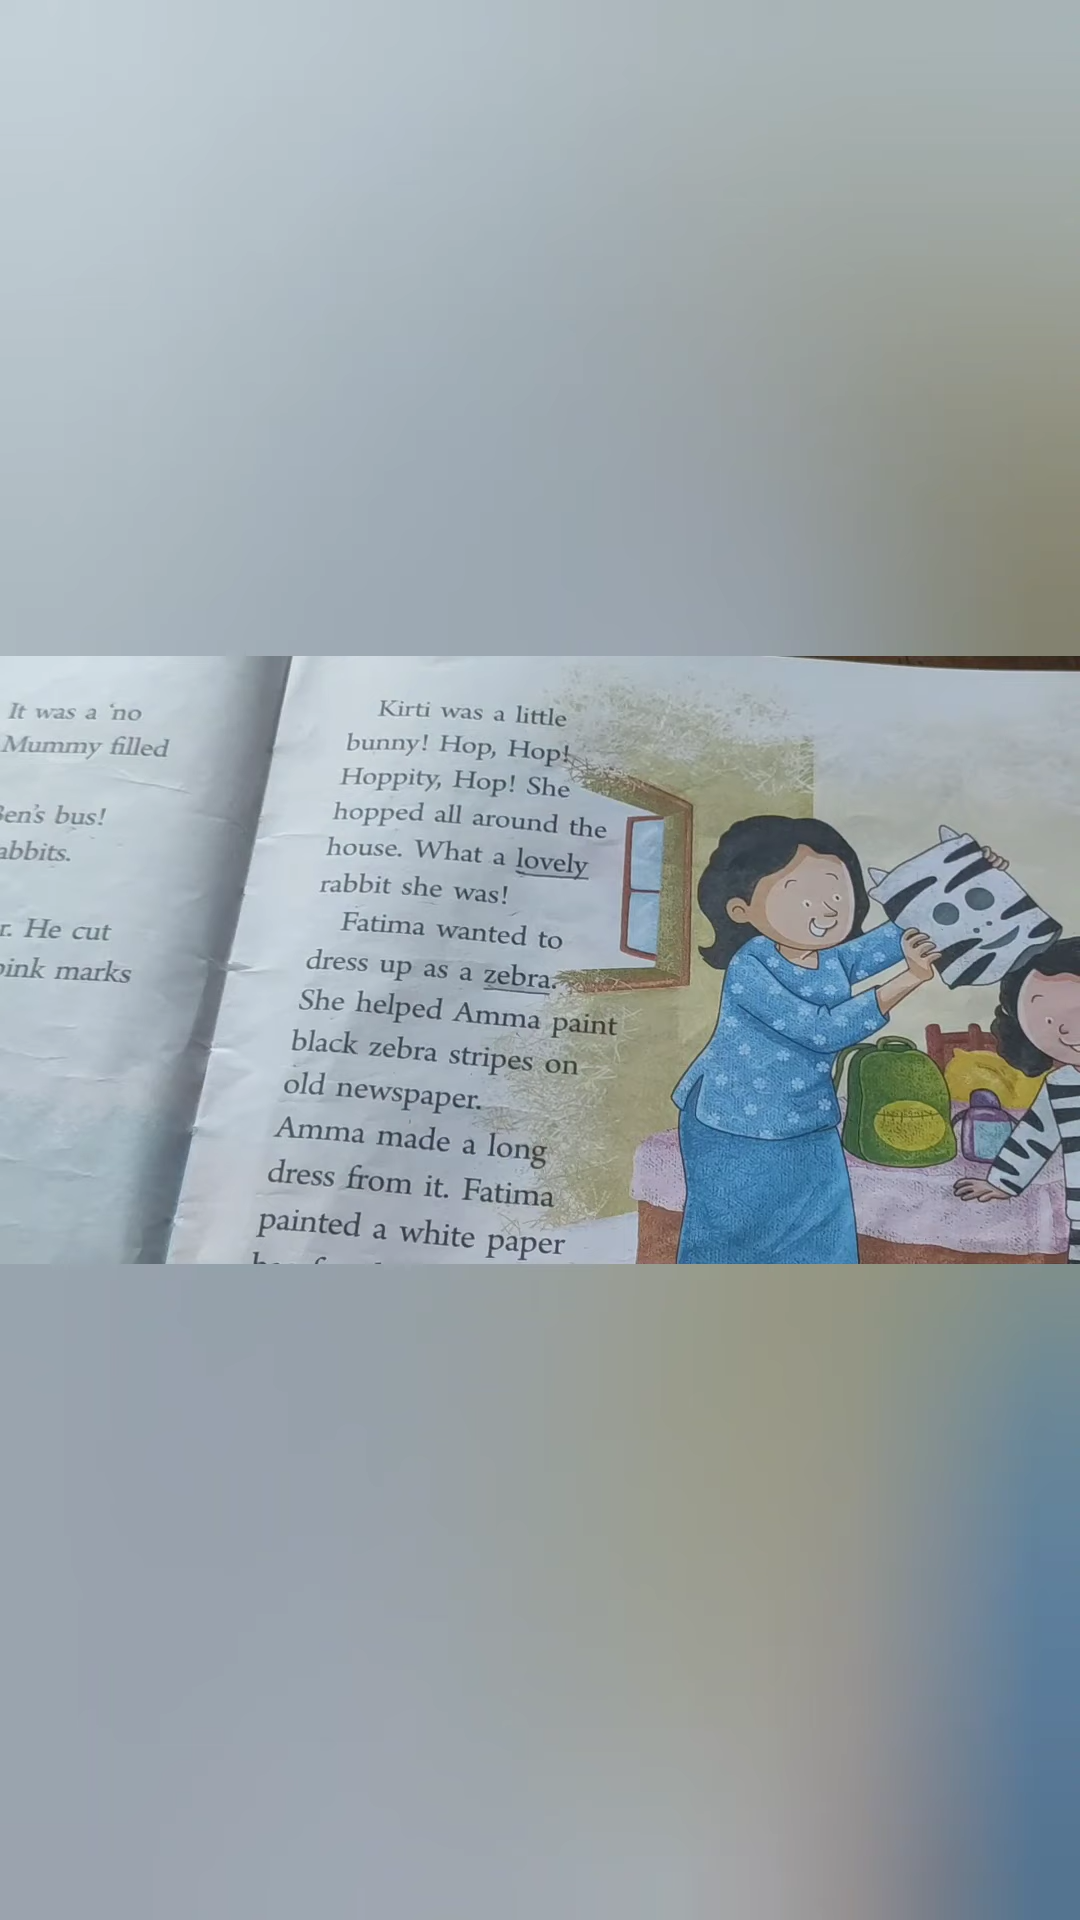 It was a ‘no
Mummy filled
Ben’s bus!
abbits.
r. He cut
pink marks
Kirti was a little
bunny! Hop, Hop!
Hoppity, Hop! She
hopped all around the
house. What a lovely
rabbit she was!
Fatima wanted to
dress up as a zebra.
She helped Amma paint
black zebra stripes on
old newspaper.
Amma made a long
dress from it. Fatima
painted a white paper